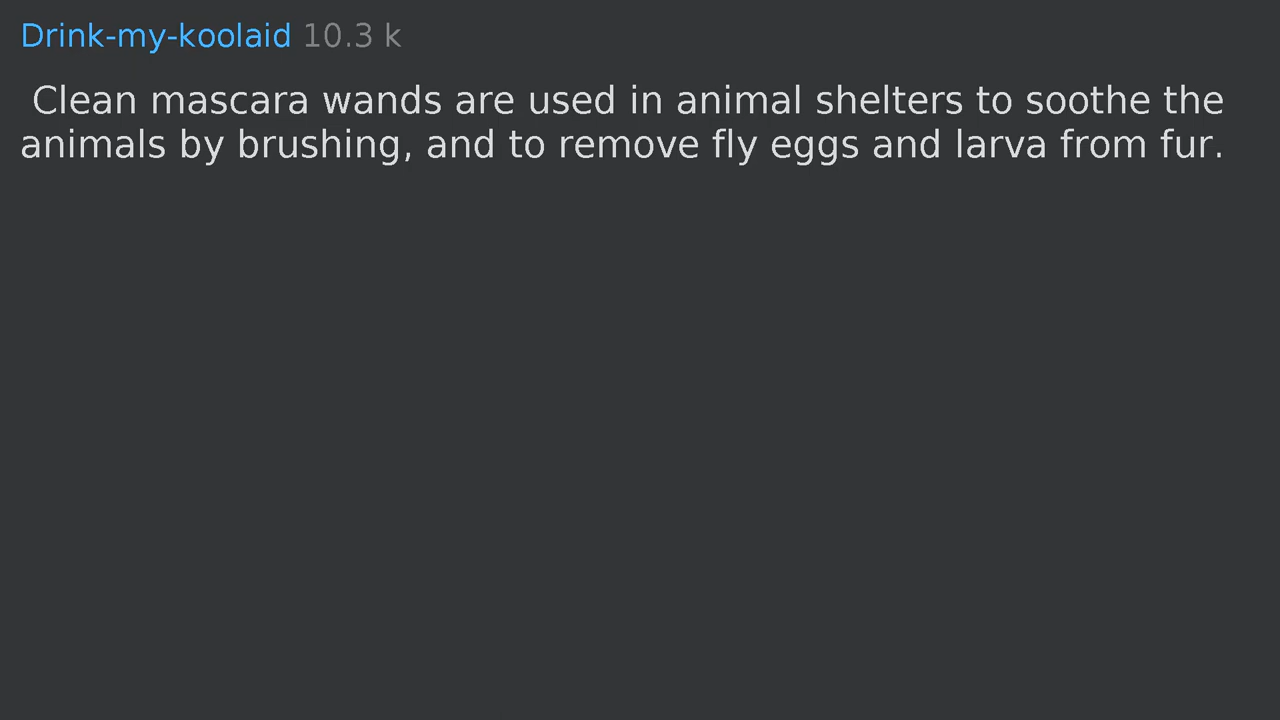 Drink-my-koolaid 10.3 k
Clean mascara wands are used in animal shelters to soothe the
animals by brushing, and to remove fly eggs and larva from fur.